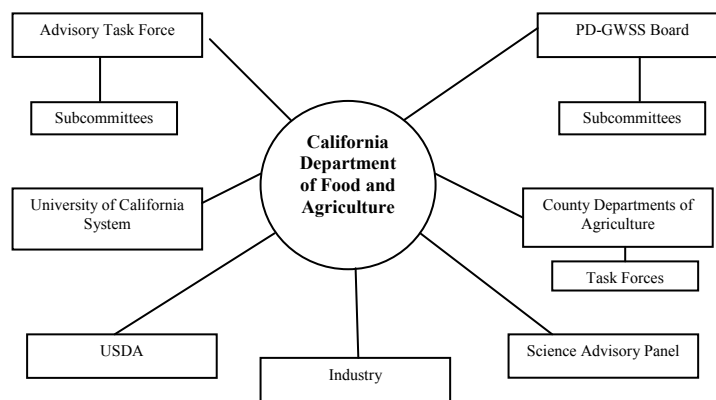 Advisory Task Force
PD-GWSS Board
Subcommittees
Subcommittees
California
Department
of Food and
Agriculture
University of California
System
County Departments of
Agriculture
Task Forces
USDA
Industry
Science Advisory Panel